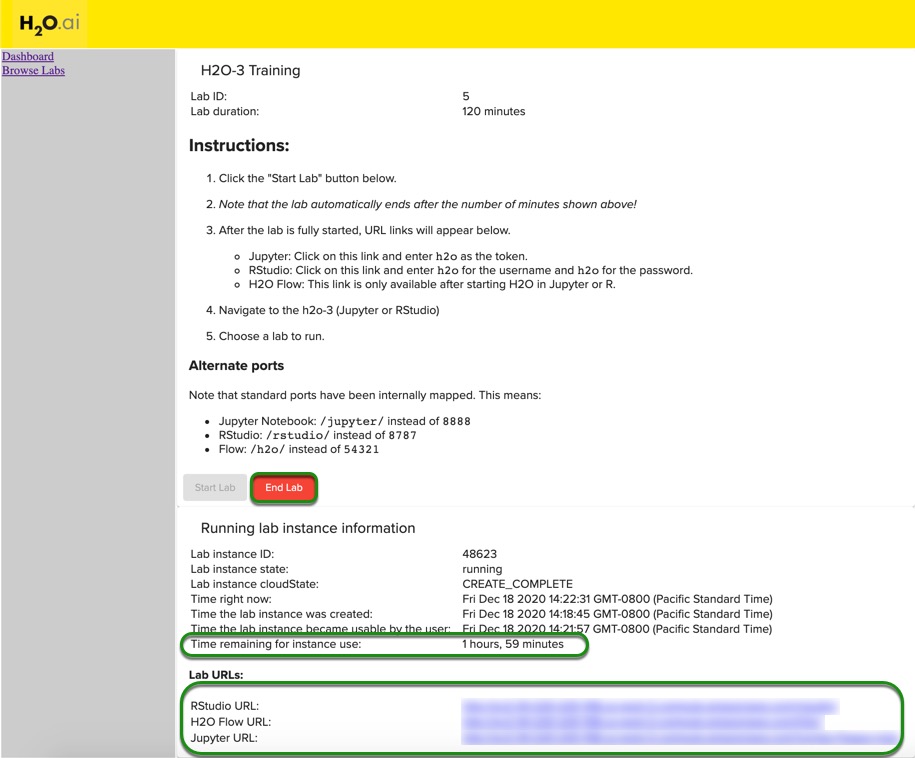 H2O.ai
Dashboard
Browse Labs
H2O-3 Training
Lab ID: 5
Lab duration: 120 minutes
Instructions:
1. Click the "Start Lab" button below.
2. Note that the lab automatically ends after the number of minutes shown above!
3. After the lab is fully started, URL links will appear below.
Jupyter: Click on this link and enter h2o as the token.
RStudio: Click on this link and enter h2o for the username and h2o for the password.
H2O Flow: This link is only available after starting H2O in Jupyter or R.
4. Navigate to the h2o-3 (Jupyter or RStudio)
5. Choose a lab to run.
Alternate ports
Note that standard ports have been internally mapped. This means:
Jupyter Notebook: /jupyter/ instead of 8888
RStudio: /rstudio/ instead of 8787
Flow: /h2o/ instead of 54321
Start Lab End Lab
Running lab instance information
Lab instance ID: 48623
Lab instance state: running
Lab instance cloudState: CREATE_COMPLETE
Time right now: Fri Dec 18 2020 14:22:31 GMT-0800 (Pacific Standard Time)
Time the lab instance was created: Fri Dec 18 2020 14:18:45 GMT-0800 (Pacific Standard Time)
Time the lab instance became usable by the user: Fri Dec 18 2020 14:21:57 GMT-0800 (Pacific Standard Time)
Time remaining for instance use: 1 hours, 59 minutes
Lab URLs:
RStudio URL:
H2O Flow URL:
Jupyter URL: